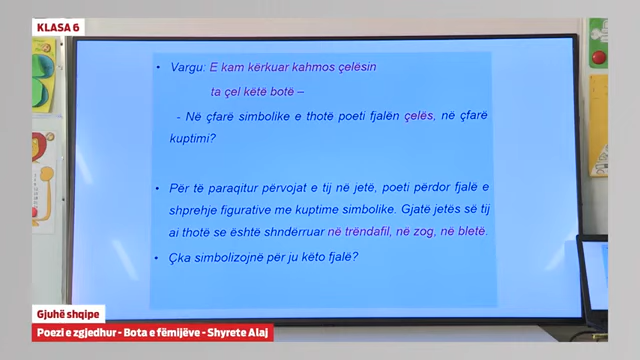 KLASA 6
• Vargu: E kam kërkuar kahmos çelësin
ta çel këtë botë –
- Në çfarë simbolike e thotë poeti fjalën çelës, në çfarë
kuptimi?
• Për të paraqitur përvojat e tij në jetë, poeti përdor fjalë e
shprehje figurative me kuptime simbolike. Gjatë jetës së tij
ai thotë se është shndërruar në trëndafil, në zog, në bletë.
• Çka simbolizojnë për ju këto fjalë?
Gjuhë shqipe
Poezi e zgjedhur - Bota e fëmijëve - Shyrete Alaj